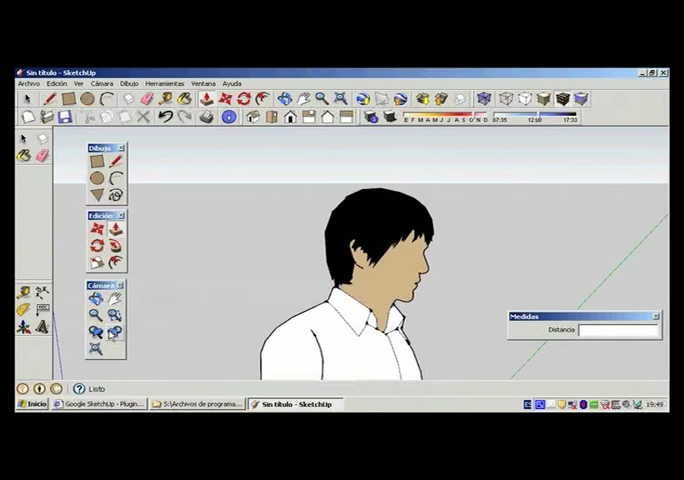 Sin título - SketchUp
Archivo Edición Ver Cámara Dibujo Herramientas Ventana Ayuda
E F M A M J J A S O N D 07:35 12:00 17:33
Dibujo
Edición
Cámara
Medidas
Distancia
Listo
Inicio Google SketchUp - Plugin... S:\Archivos de programa... Sin título - SketchUp ES 19:49